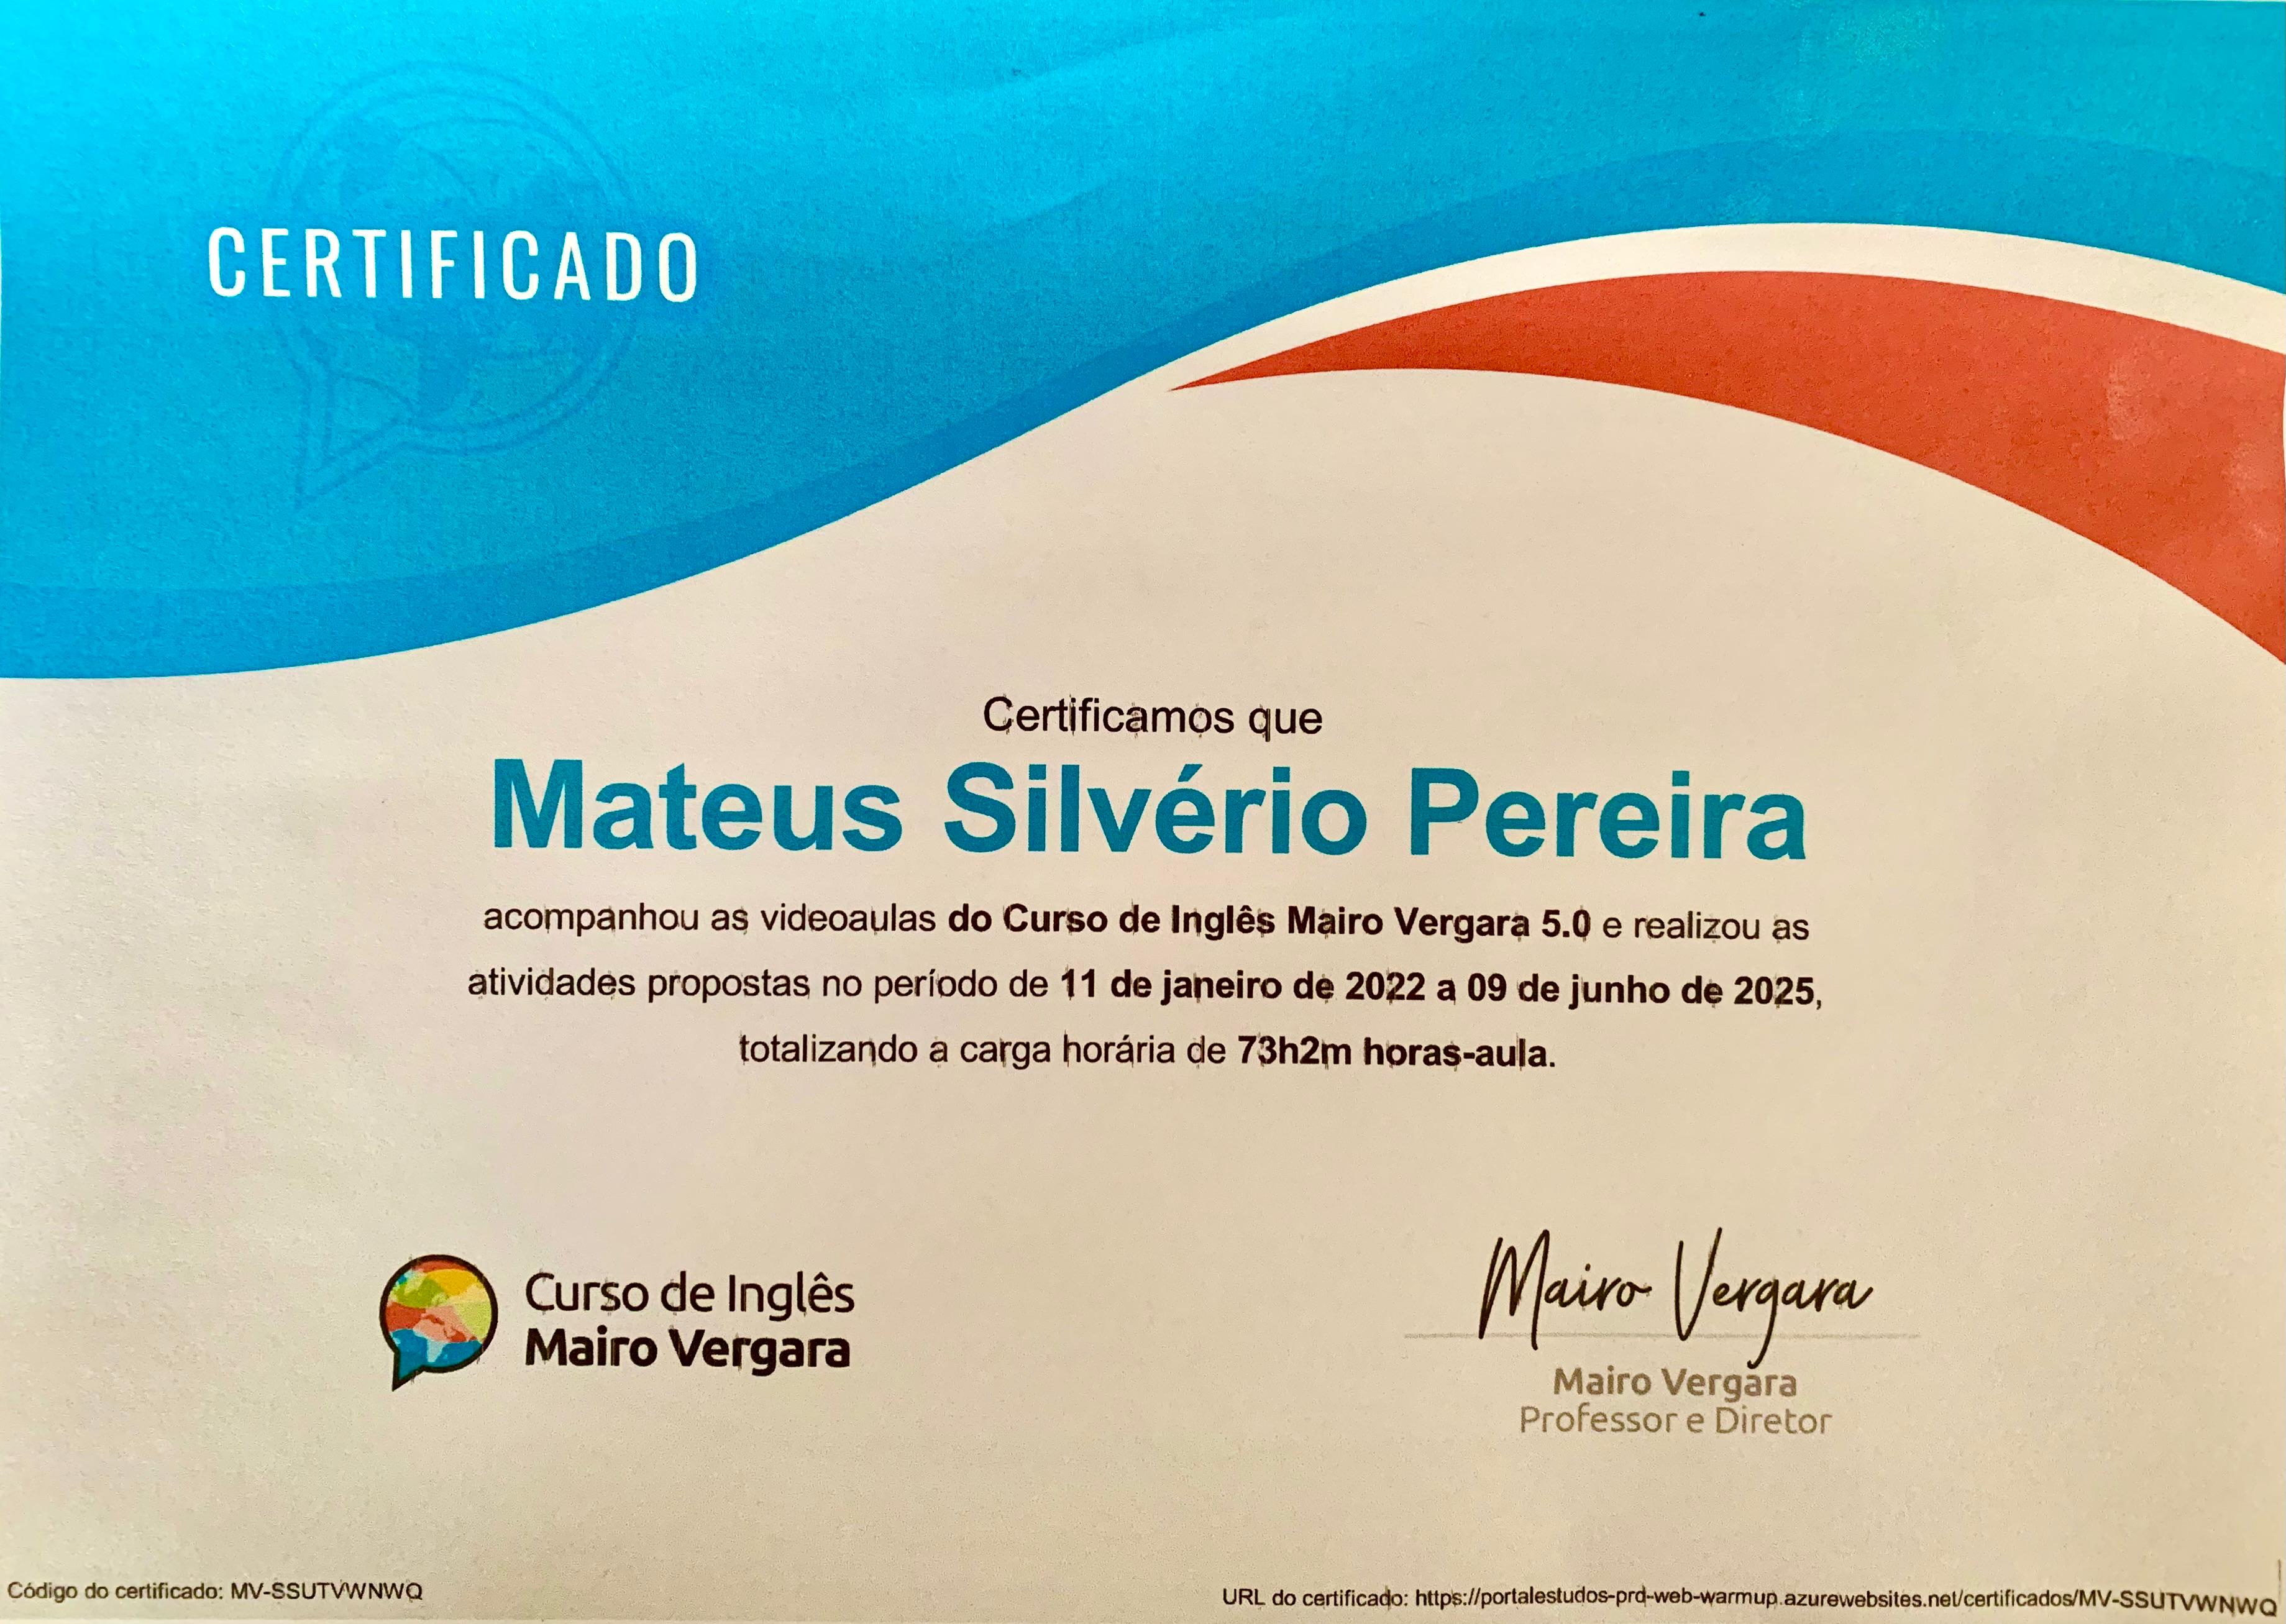 CERTIFICADO
Certificamos que
Mateus Silvério Pereira
acompanhou as videoaulas do Curso de Inglês Mairo Vergara 5.0 e realizou as
atividades propostas no período de 11 de janeiro de 2022 a 09 de junho de 2025,
totalizando a carga horária de 73h2m horas-aula.
Curso de Inglês
Mairo Vergara
Mairo Vergara
Mairo Vergara
Professor e Diretor
Código do certificado: MV-SSUTVWNWQ
URL do certificado: https://portalestudos-prd-web-warmup.azurewebsites.net/certificados/MV-SSUTVWNWQ